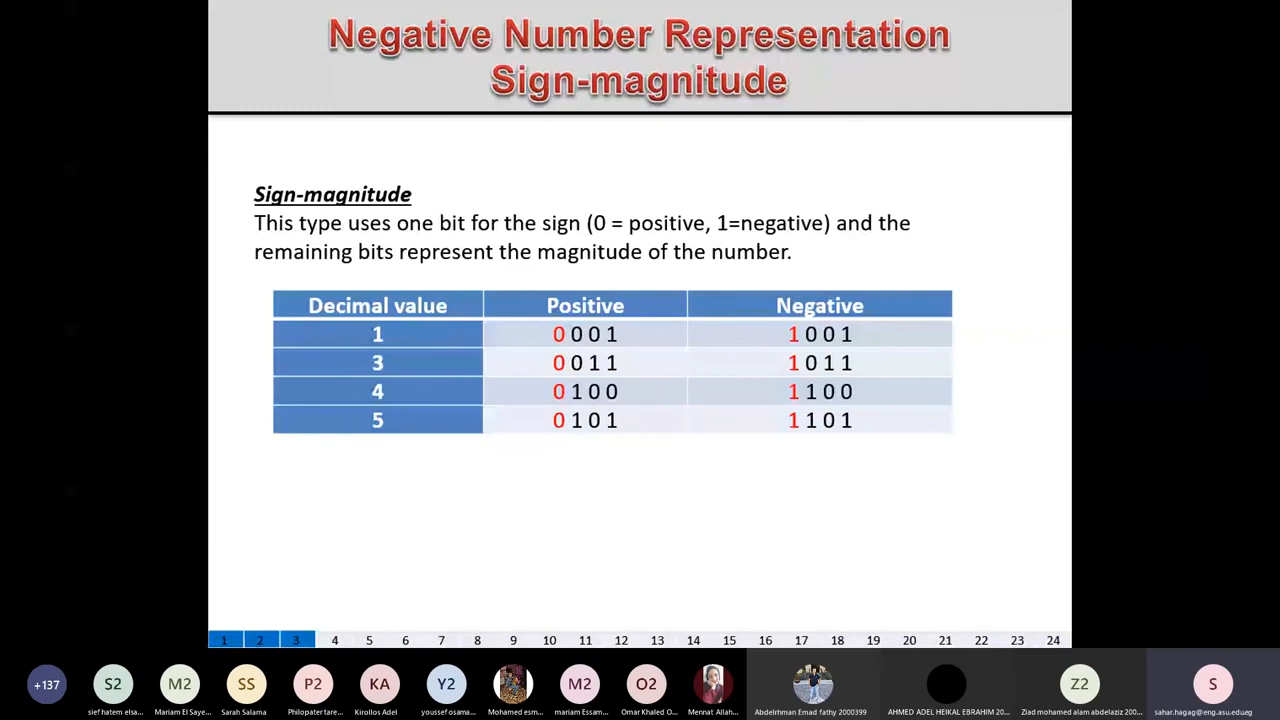 Negative Number Representation
Sign-magnitude
Sign-magnitude
This type uses one bit for the sign (0 = positive, 1=negative) and the
remaining bits represent the magnitude of the number.
Decimal value Positive Negative
1 0 0 0 1 1 0 0 1
3 0 0 1 1 1 0 1 1
4 0 1 0 0 1 1 0 0
5 0 1 0 1 1 1 0 1
1 2 3 4 5 6 7 8 9 10 11 12 13 14 15 16 17 18 19 20 21 22 23 24
+137 S2 M2 SS P2 KA Y2 M2 O2 Z2 S
sief hatem elsa... Mariam El Saye... Sarah Salama Philopater tare... Kirollos Adel youssef osama... Mohamed esm... mariam Essam... Omar Khaled O... Mennat Allah... Abdelrhman Emad fathy 2000399 AHMED ADEL HEIKAL EBRAHIM 20... Ziad mohamed alam abdelaziz 200... sahar.hagag@eng.asu.edueg